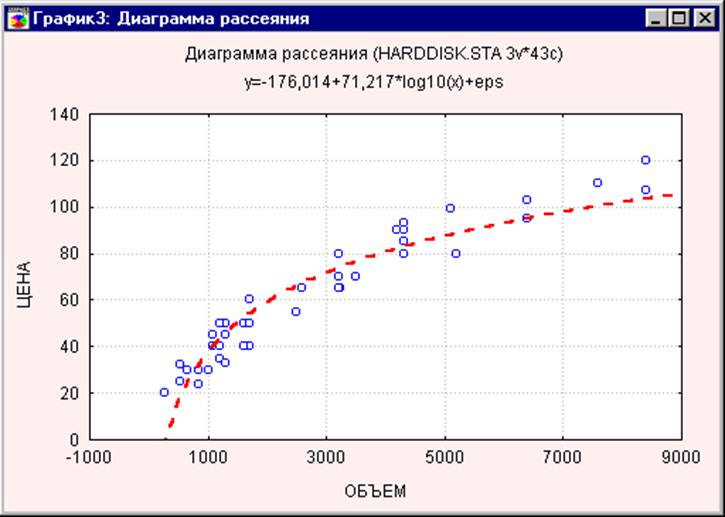 График3: Диаграмма рассеяния
Диаграмма рассеяния (HARDDISK.STA 3v*43c)
y=-176,014+71,217*log10(x)+eps
140
120
100
80
60
40
20
0
ЦЕНА
-1000 1000 3000 5000 7000 9000
ОБЪЕМ